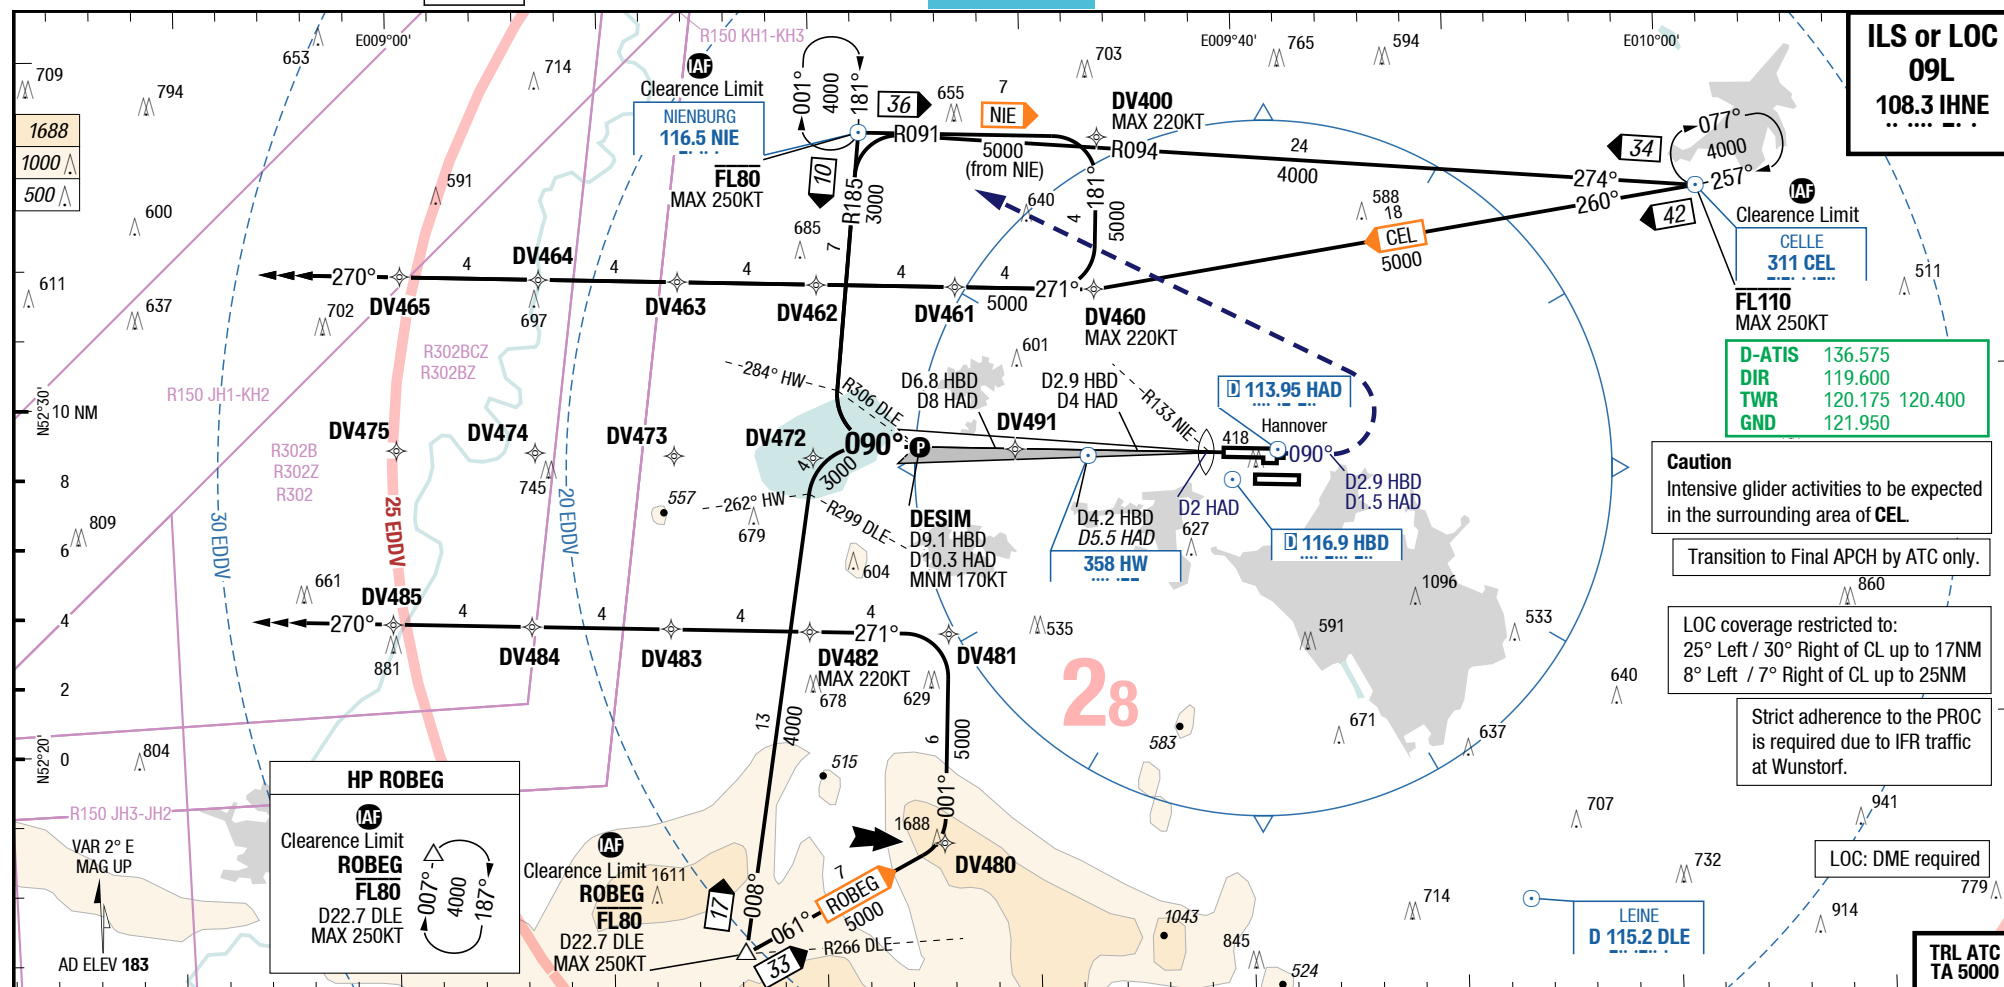 E009°00'
R150 KH1-KH3
E009°40'
E010°00'
ILS or LOC
09L
108.3 IHNE
653
709
794
714
IAF
Clearence Limit
NIENBURG
116.5 NIE
FL80
MAX 250KT
001°
4000
181°
36
R091
655
7
NIE
5000
(from NIE)
703
765
594
DV400
MAX 220KT
R094
24
4000
274°
260°
34
42
077°
4000
257°
IAF
Clearence Limit
CELLE
311 CEL
FL110
MAX 250KT
1688
1000
500
600
591
10
R185
3000
7
685
640
181°
4
5000
588
18
CEL
5000
511
611
637
702
697
270°
DV465
4
DV464
4
DV463
4
DV462
4
DV461
4
5000
271°
DV460
MAX 220KT
D-ATIS 136.575
DIR 119.600
TWR 120.175 120.400
GND 121.950
R302BCZ
R302BZ
R150 JH1-KH2
R302B
R302Z
R302
N52°30'
10 NM
8
6
4
2
0
N52°20'
284° HW
R306 DLE
601
D6.8 HBD
D8 HAD
D2.9 HBD
D4 HAD
R133 NIE
D 113.95 HAD
Hannover
418
090°
D2.9 HBD
D1.5 HAD
D2 HAD
627
D 116.9 HBD
DV475
DV474
DV473
DV472
090°
P
DV491
4
3000
745
557
262° HW
R299 DLE
679
604
DESIM
D9.1 HBD
D10.3 HAD
MNM 170KT
D4.2 HBD
D5.5 HAD
358 HW
Caution
Intensive glider activities to be expected
in the surrounding area of CEL.
Transition to Final APCH by ATC only.
860
LOC coverage restricted to:
25° Left / 30° Right of CL up to 17NM
8° Left / 7° Right of CL up to 25NM
Strict adherence to the PROC
is required due to IFR traffic
at Wunstorf.
LOC: DME required
809
661
30 EDDV
25 EDDV
20 EDDV
270°
DV485
881
4
DV484
4
DV483
4
DV482
MAX 220KT
4
271°
DV481
678
629
535
1096
591
533
640
671
637
583
28
804
R150 JH3-JH2
VAR 2° E
MAG UP
AD ELEV 183
HP ROBEG
IAF
Clearence Limit
ROBEG
FL80
D22.7 DLE
MAX 250KT
007°
4000
187°
IAF
Clearence Limit
ROBEG
FL80
D22.7 DLE
MAX 250KT
1611
17
008°
13
4000
515
6
5000
001°
1688
DV480
7
ROBEG
061°
5000
33
R266 DLE
1043
845
524
707
941
732
714
779
914
LEINE
D 115.2 DLE
TRL ATC
TA 5000